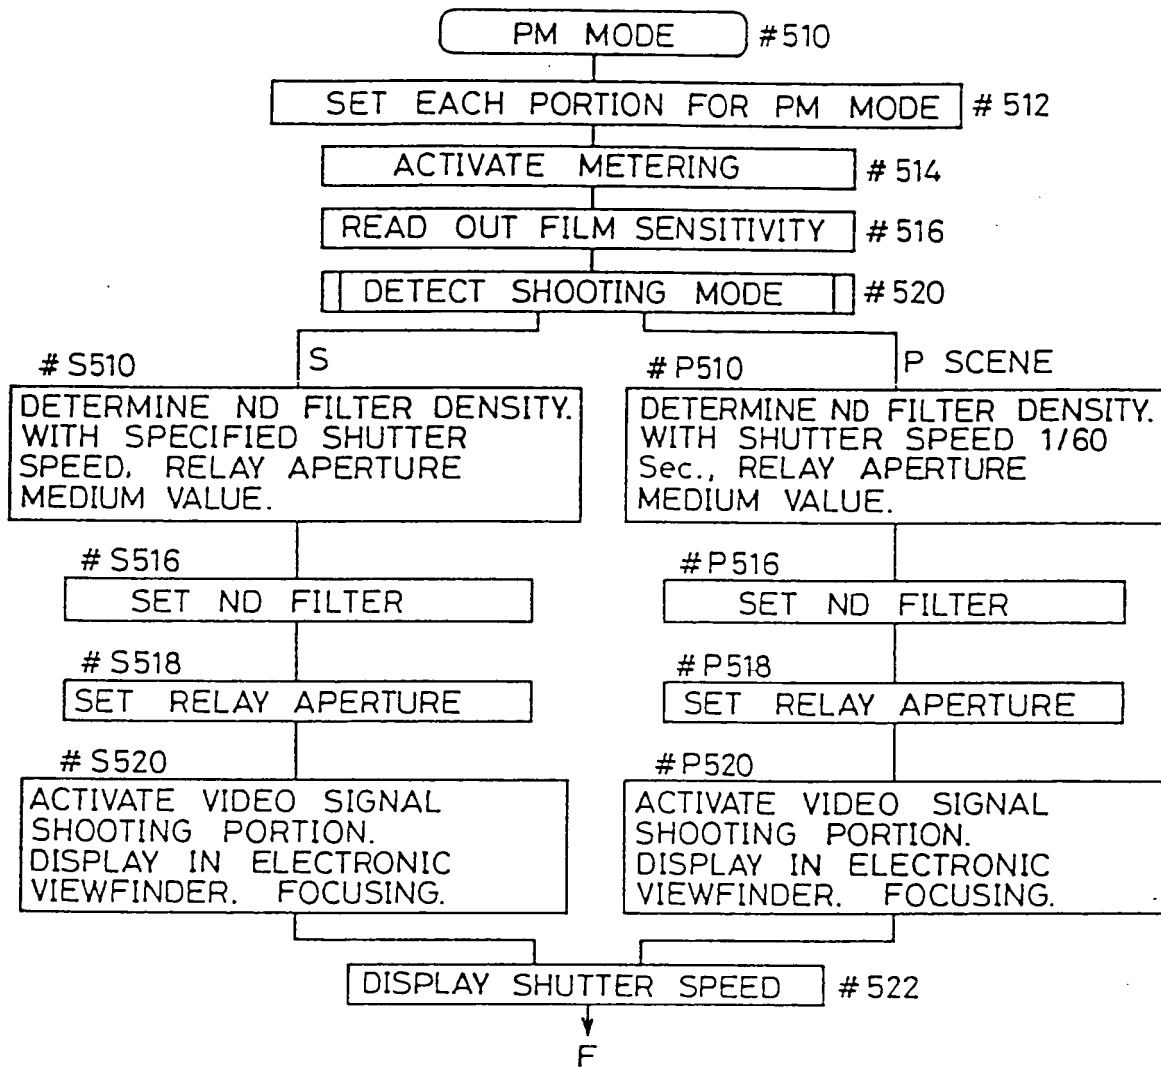 PM MODE #510
SET EACH PORTION FOR PM MODE #512
ACTIVATE METERING #514
READ OUT FILM SENSITIVITY #516
DETECT SHOOTING MODE #520
S
#S510
DETERMINE ND FILTER DENSITY.
WITH SPECIFIED SHUTTER
SPEED. RELAY APERTURE
MEDIUM VALUE.
#S516
SET ND FILTER
#S518
SET RELAY APERTURE
#S520
ACTIVATE VIDEO SIGNAL
SHOOTING PORTION.
DISPLAY IN ELECTRONIC
VIEWFINDER. FOCUSING.
P SCENE
#P510
DETERMINE ND FILTER DENSITY.
WITH SHUTTER SPEED 1/60
Sec., RELAY APERTURE
MEDIUM VALUE.
#P516
SET ND FILTER
#P518
SET RELAY APERTURE
#P520
ACTIVATE VIDEO SIGNAL
SHOOTING PORTION.
DISPLAY IN ELECTRONIC
VIEWFINDER. FOCUSING.
DISPLAY SHUTTER SPEED #522
F